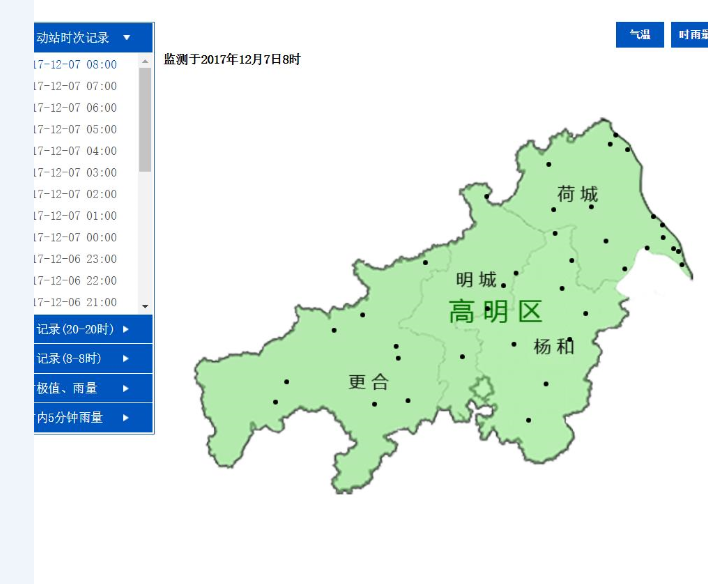 动站时次记录
气温
时雨量
监测于2017年12月7日8时
17-12-07 08:00
17-12-07 07:00
17-12-07 06:00
17-12-07 05:00
17-12-07 04:00
17-12-07 03:00
17-12-07 02:00
17-12-07 01:00
17-12-07 00:00
17-12-06 23:00
17-12-06 22:00
17-12-06 21:00
记录(20-20时)
记录(8-8时)
极值、雨量
内5分钟雨量
荷城
明城
高明区
杨和
更合